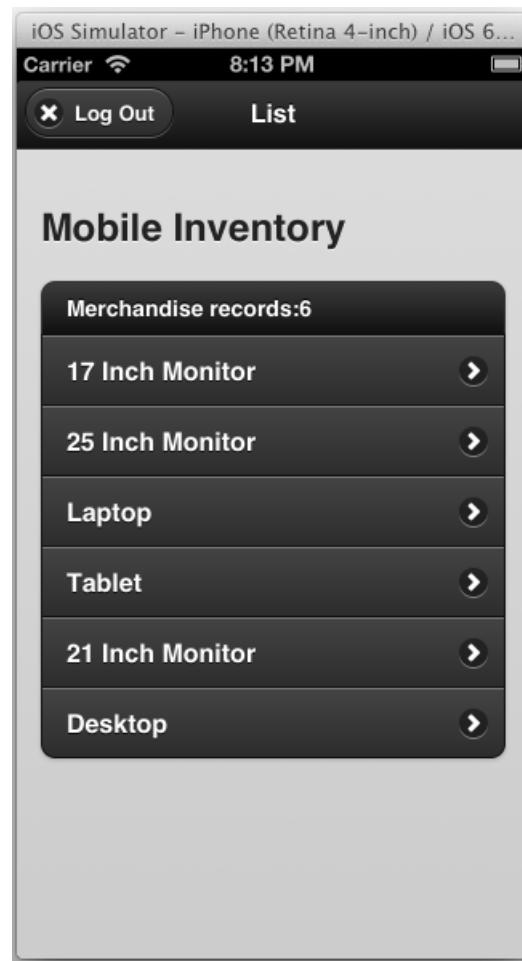 iOS Simulator – iPhone (Retina 4-inch) / iOS 6...
Carrier 8:13 PM
Log Out List
Mobile Inventory
Merchandise records:6
17 Inch Monitor
25 Inch Monitor
Laptop
Tablet
21 Inch Monitor
Desktop